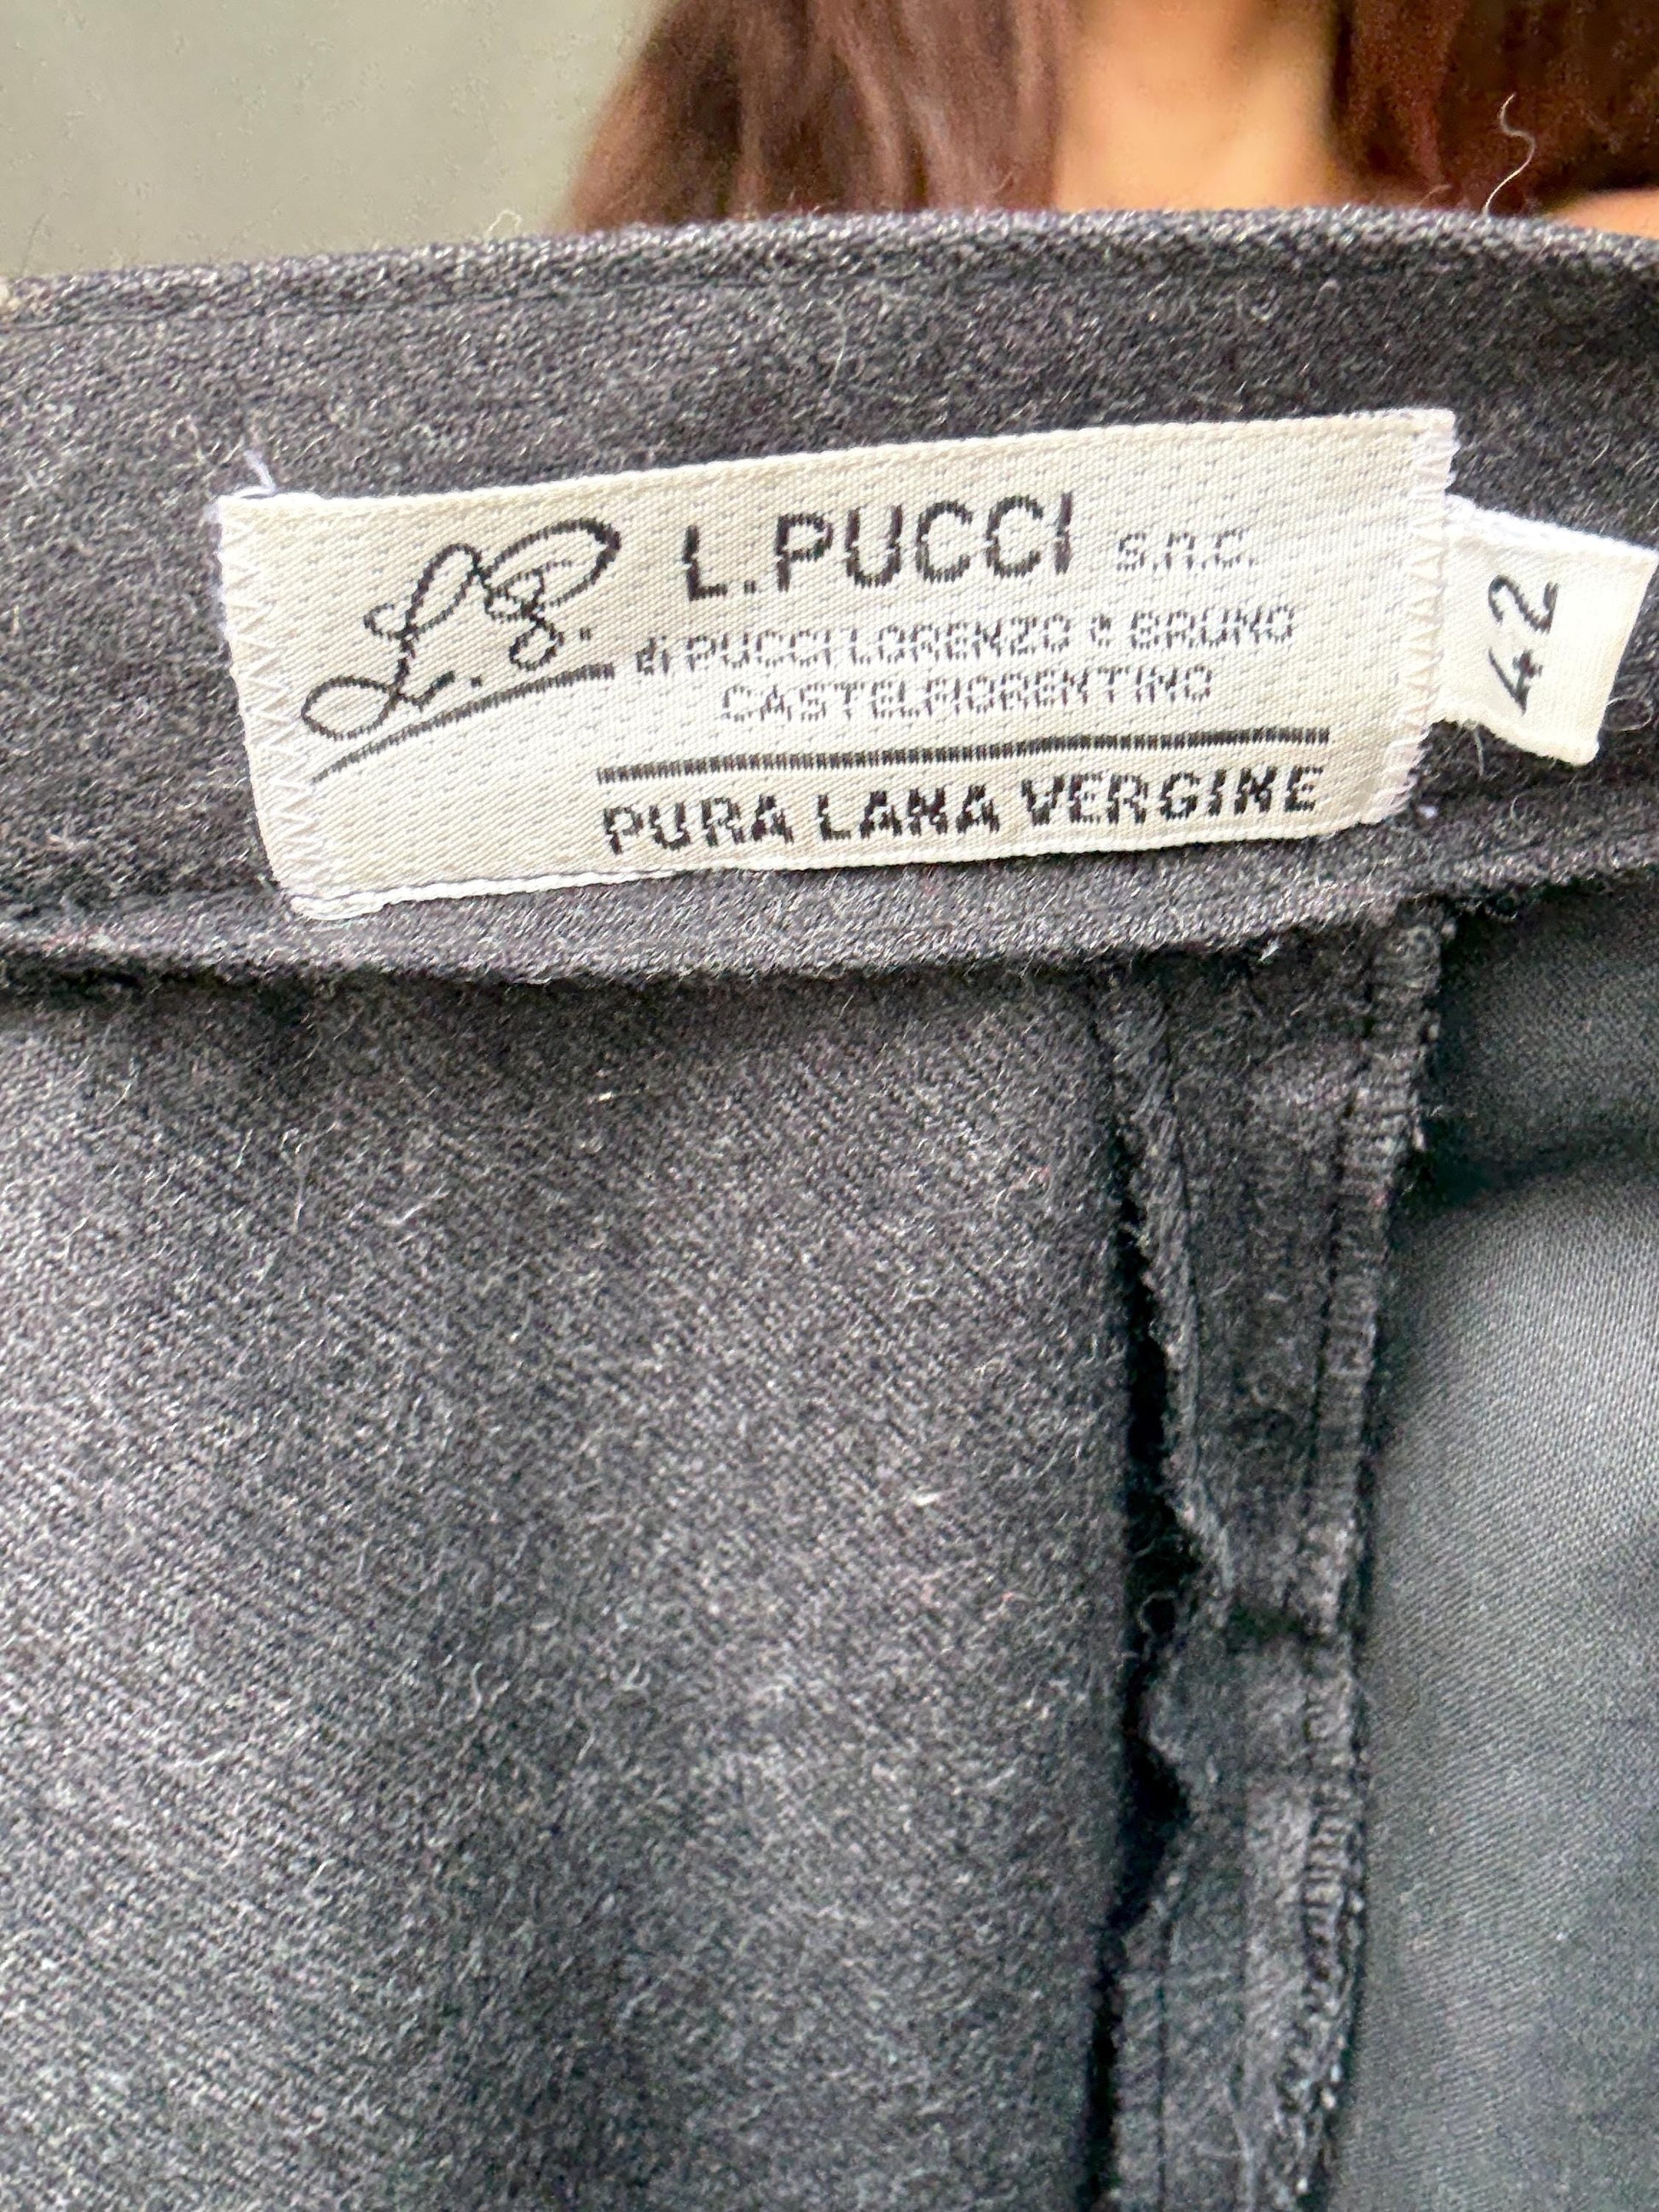 L.P.
L. PUCCI s.n.c.
di PUCCI LORENZO e BRUNO
CASTELFIORENTINO
PURA LANA VERGINE
42